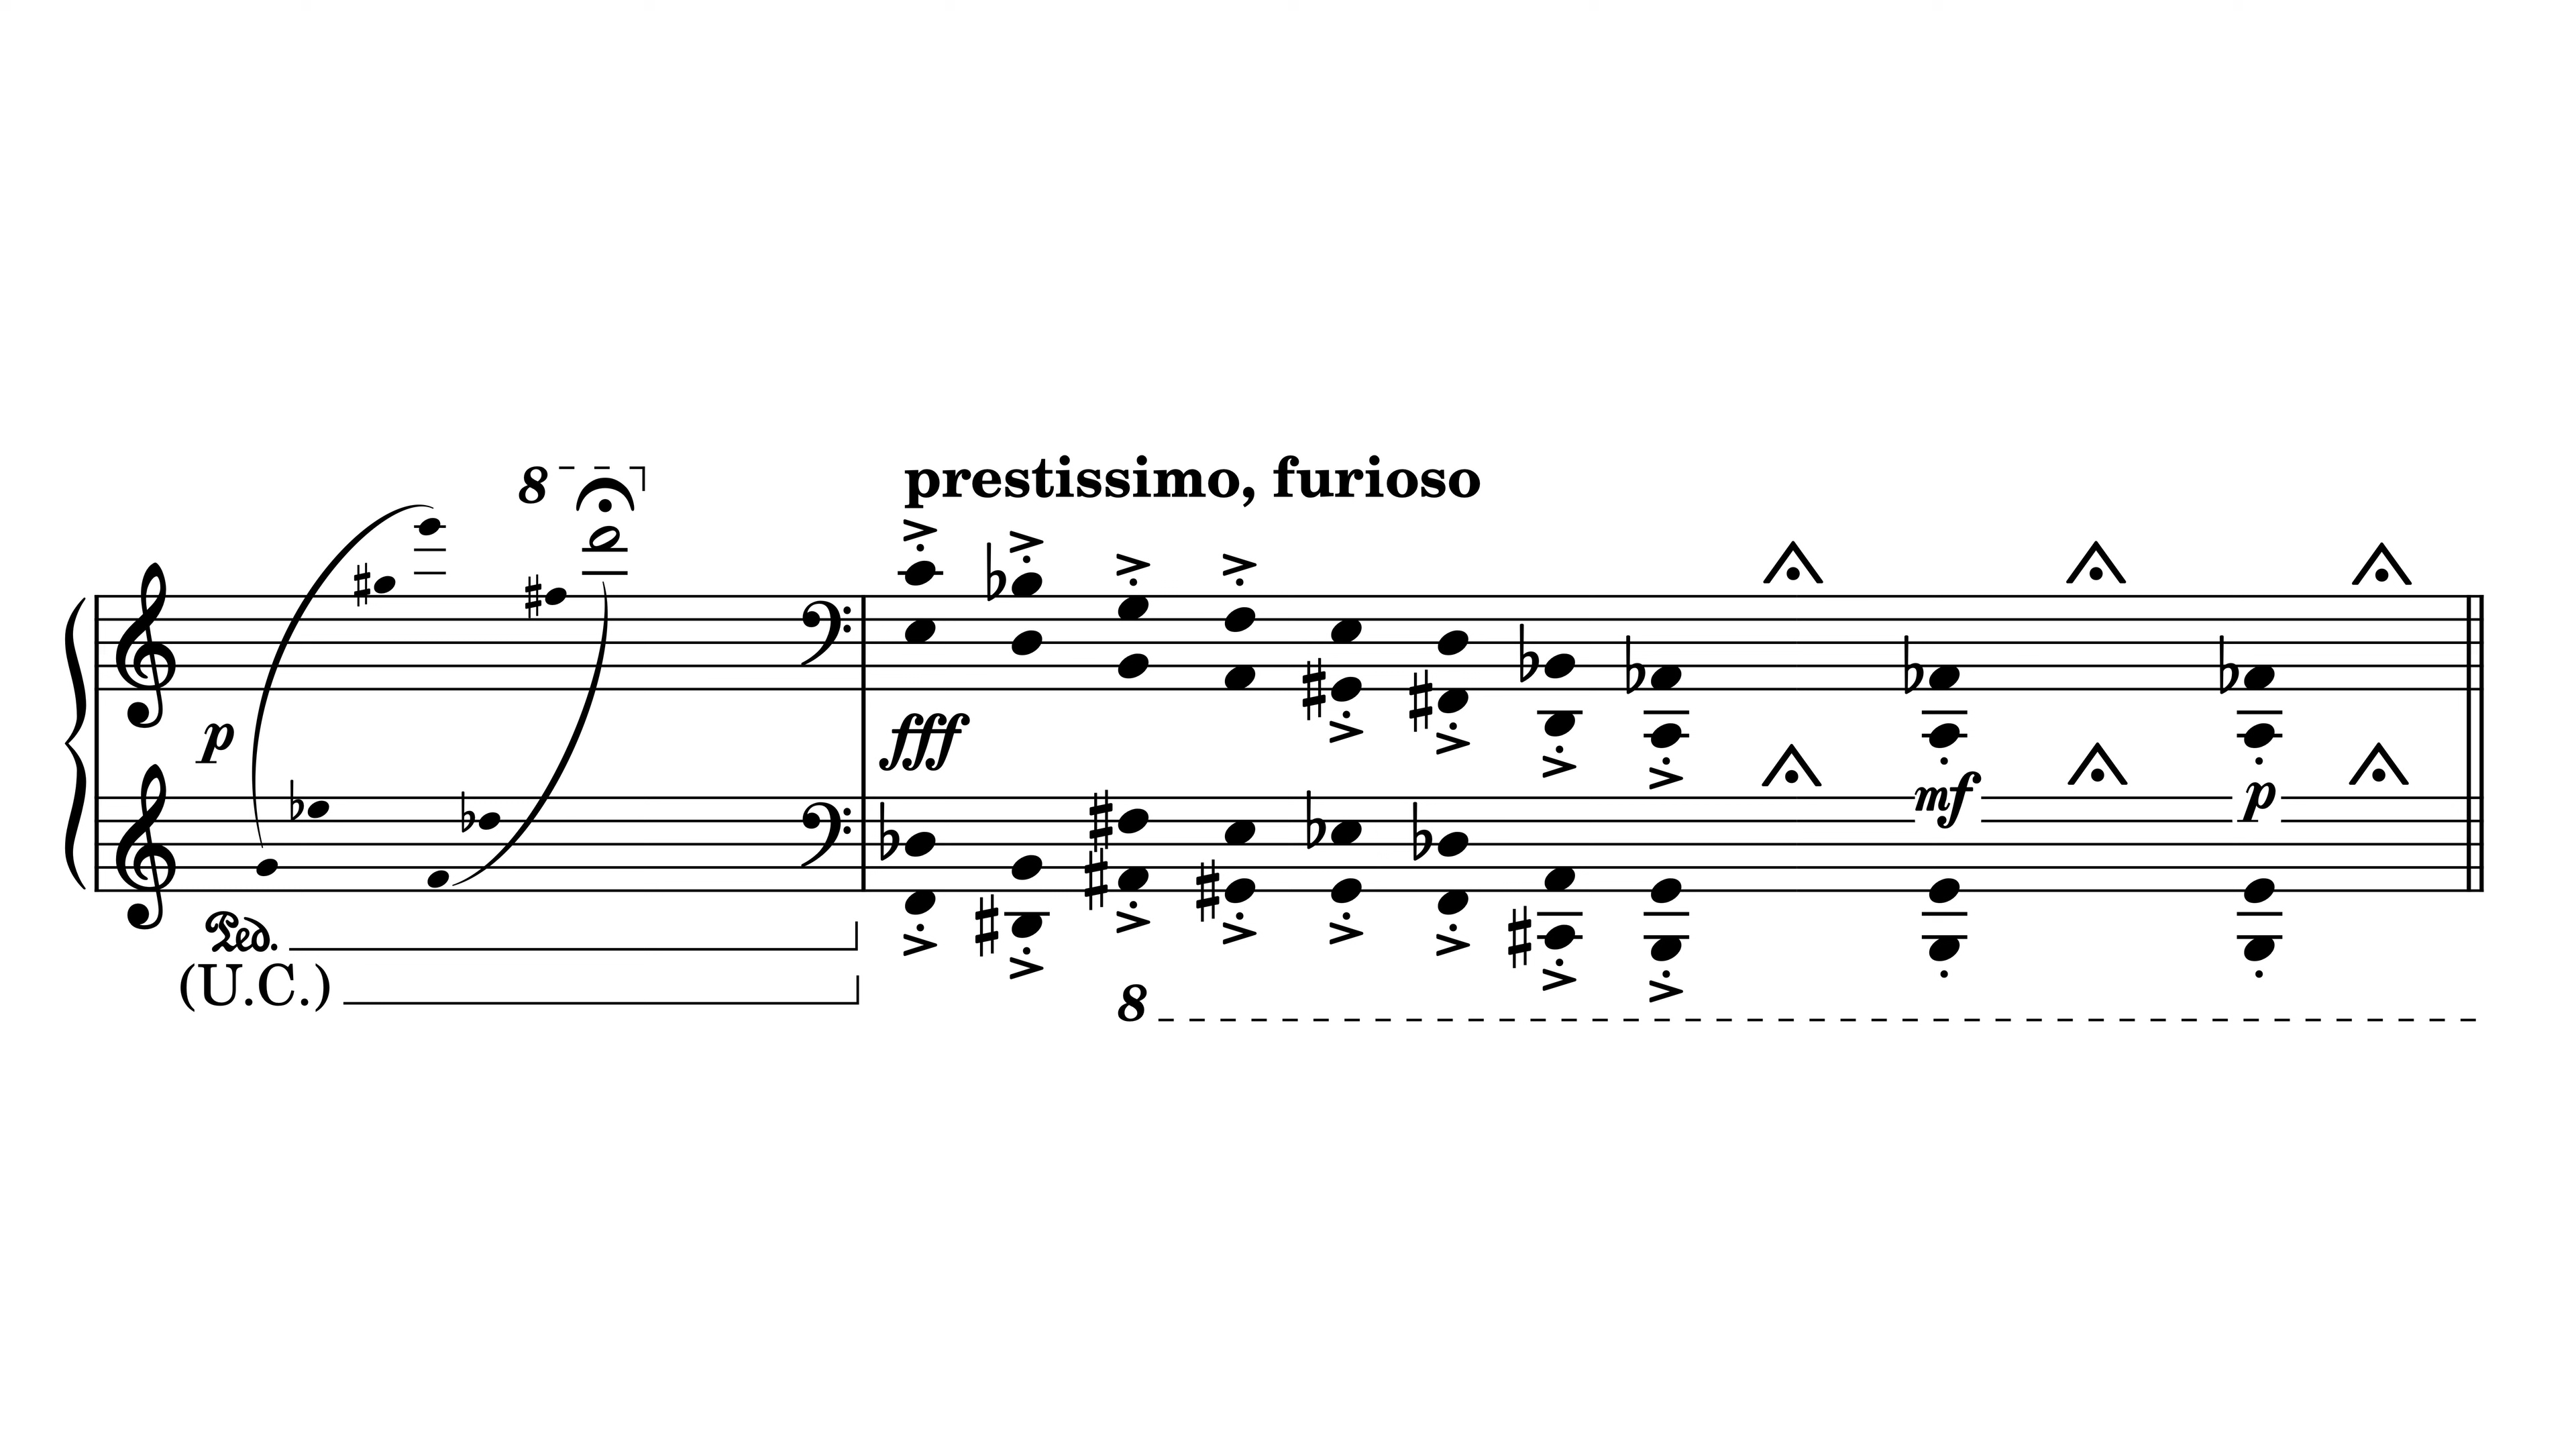 8
prestissimo, furioso
p
fff
mf
p
Ped.
(U.C.)
8